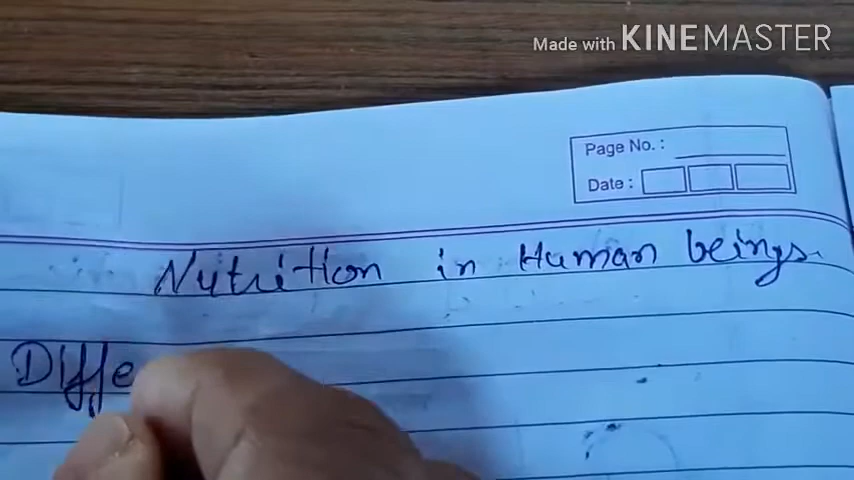 Made with KINEMASTER
Page No. :
Date :
Nutrition in Human beings.
Diffe